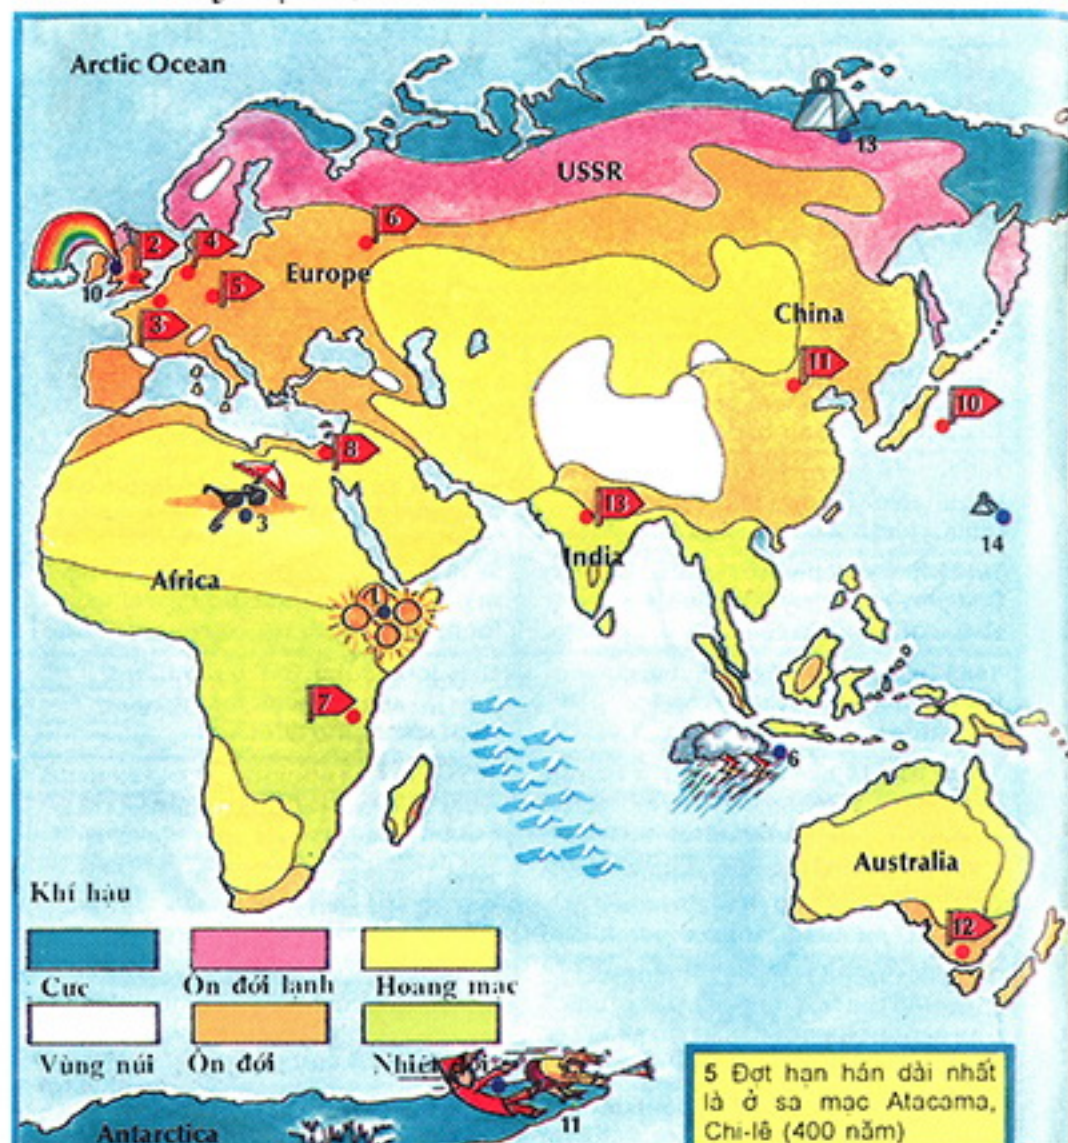 Arctic Ocean
13
USSR
6
2
4
5
10
Europe
3
China
11
10
8
3
13
14
India
Africa
1
7
6
Australia
12
Khí hậu
Cực
Ôn đới lạnh
Hoang mạc
Vùng núi
Ôn đới
Nhiệt đới
5 Đợt hạn hán dài nhất
là ở sa mạc Atacama,
Chi-lê (400 năm)
11
Antarctica